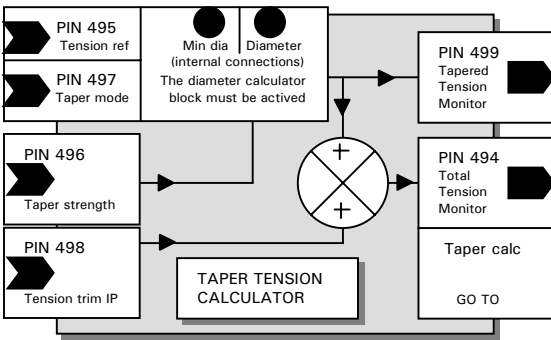 PIN 495
Tension ref
PIN 497
Taper mode
Min dia
Diameter
(internal connections)
The diameter calculator
block must be actived
PIN 496
Taper strength
PIN 498
Tension trim IP
+
+
TAPER TENSION
CALCULATOR
PIN 499
Tapered
Tension
Monitor
PIN 494
Total
Tension
Monitor
Taper calc
GO TO